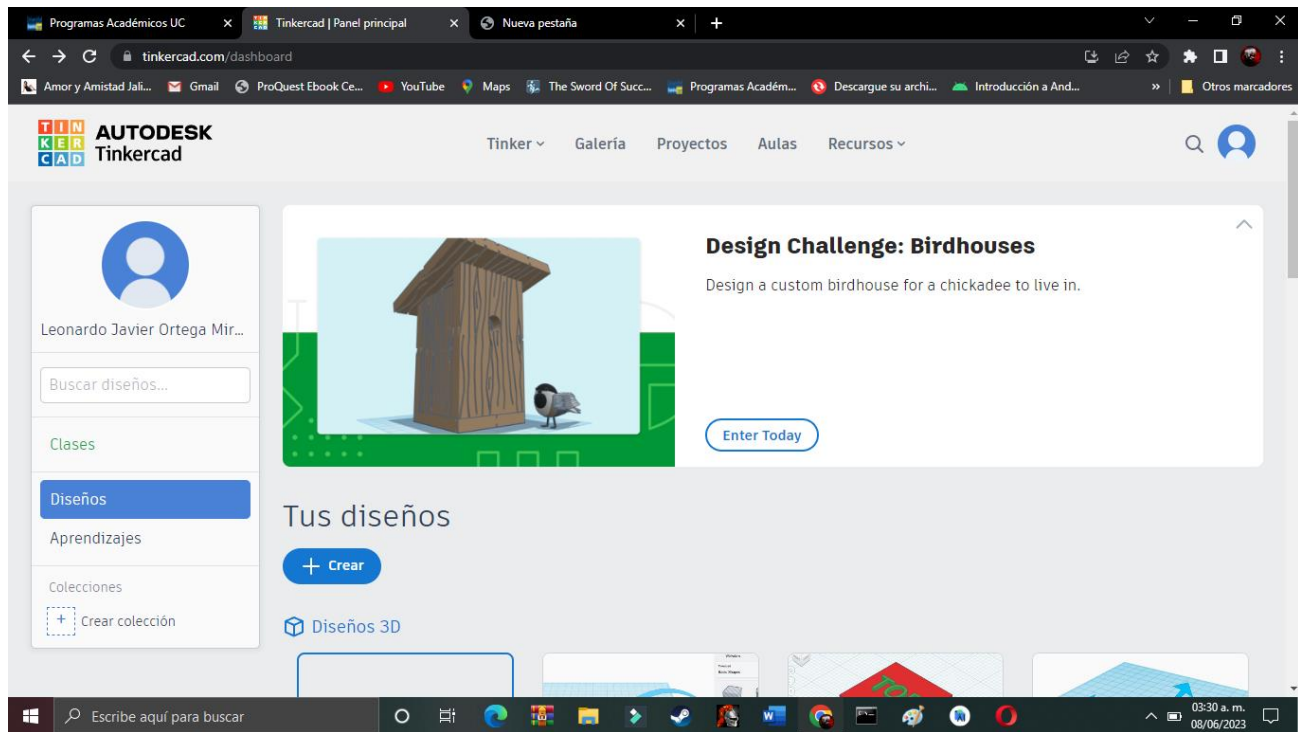 Programas Académicos UC
Tinkercad | Panel principal
Nueva pestaña
tinkercad.com/dashboard
Amor y Amistad Jali...
Gmail
ProQuest Ebook Ce...
YouTube
Maps
The Sword Of Succ...
Programas Académ...
Descargue su archi...
Introducción a And...
»
Otros marcadores
TIN
KER
CAD
AUTODESK
Tinkercad
Tinker
Galería
Proyectos
Aulas
Recursos
Leonardo Javier Ortega Mir...
Buscar diseños...
Clases
Diseños
Aprendizajes
Colecciones
+ Crear colección
Design Challenge: Birdhouses
Design a custom birdhouse for a chickadee to live in.
Enter Today
Tus diseños
+ Crear
Diseños 3D
Escribe aquí para buscar
03:30 a. m.
08/06/2023